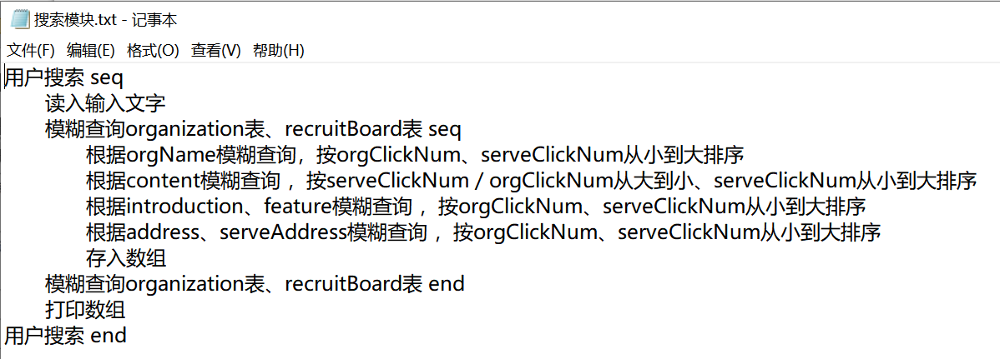 搜索模块.txt - 记事本
文件(F) 编辑(E) 格式(O) 查看(V) 帮助(H)
用户搜索 seq
读入输入文字
模糊查询organization表、recruitBoard表 seq
根据orgName模糊查询，按orgClickNum、serveClickNum从小到大排序
根据content模糊查询 ，按serveClickNum / orgClickNum从大到小、serveClickNum从小到大排序
根据introduction、feature模糊查询 ，按orgClickNum、serveClickNum从小到大排序
根据address、serveAddress模糊查询 ，按orgClickNum、serveClickNum从小到大排序
存入数组
模糊查询organization表、recruitBoard表 end
打印数组
用户搜索 end